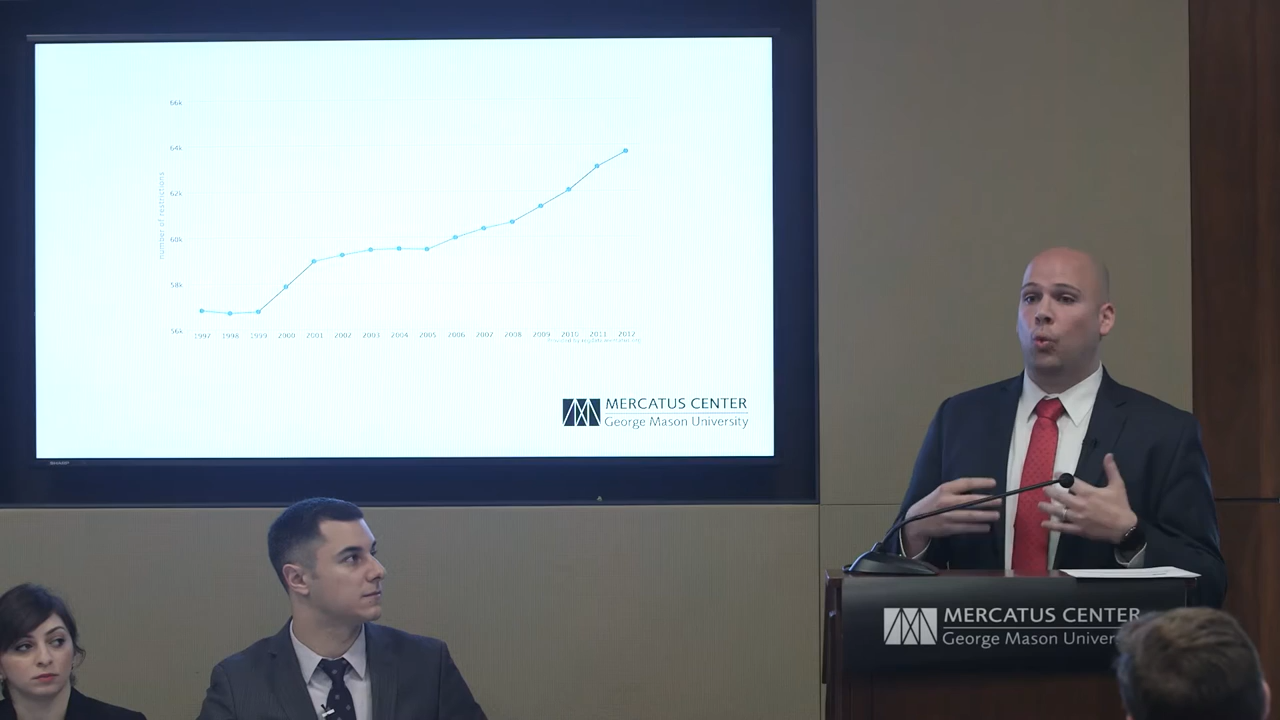 66k
64k
62k
60k
58k
56k
number of restrictions
1997 1998 1999 2000 2001 2002 2003 2004 2005 2006 2007 2008 2009 2010 2011 2012
MERCATUS CENTER
George Mason University
SHARP
MERCATUS CENTER
George Mason Univer